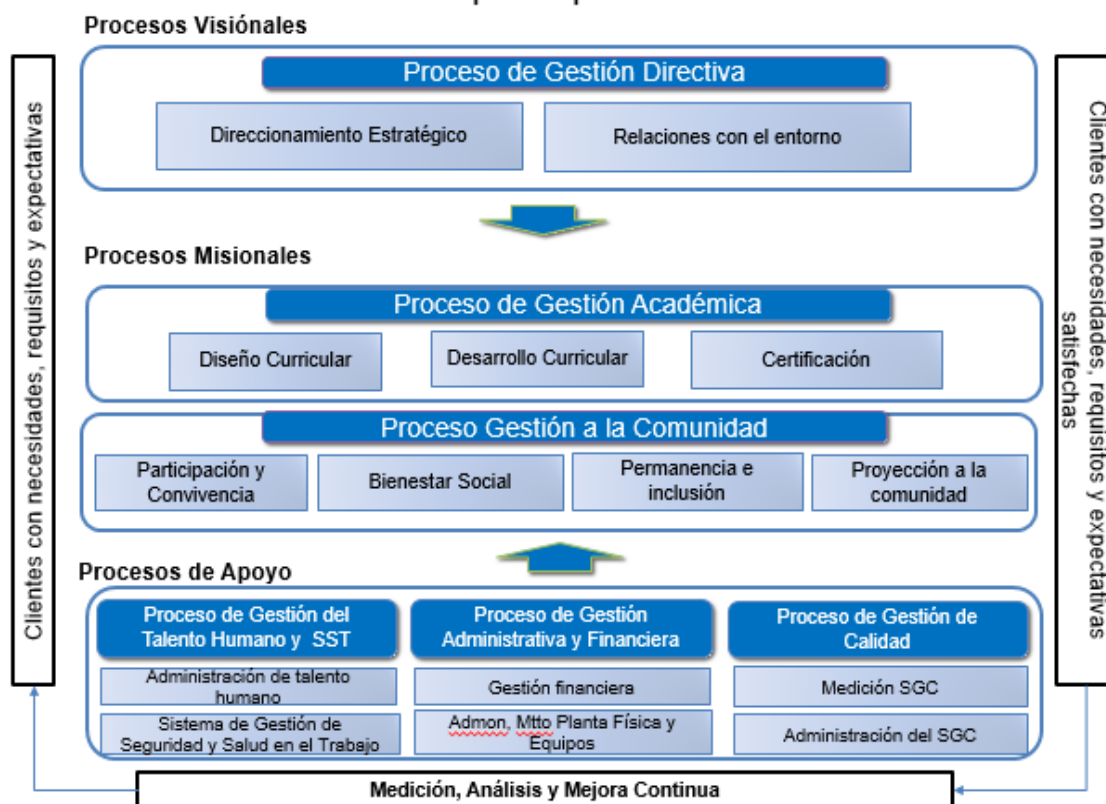 Procesos Visiónales
Clientes con necesidades, requisitos y expectativas
Proceso de Gestión Directiva
Direccionamiento Estratégico
Relaciones con el entorno
Procesos Misionales
Proceso de Gestión Académica
Diseño Curricular
Desarrollo Curricular
Certificación
Proceso Gestión a la Comunidad
Participación y
Convivencia
Bienestar Social
Permanencia e
inclusión
Proyección a la
comunidad
Procesos de Apoyo
Proceso de Gestión del
Talento Humano y SST
Administración de talento
humano
Sistema de Gestión de
Seguridad y Salud en el Trabajo
Proceso de Gestión
Administrativa y Financiera
Gestión financiera
Admon, Mtto Planta Física y
Equipos
Proceso de Gestión de
Calidad
Medición SGC
Administración del SGC
Clientes con necesidades, requisitos y expectativas
satisfechas
Medición, Análisis y Mejora Continua